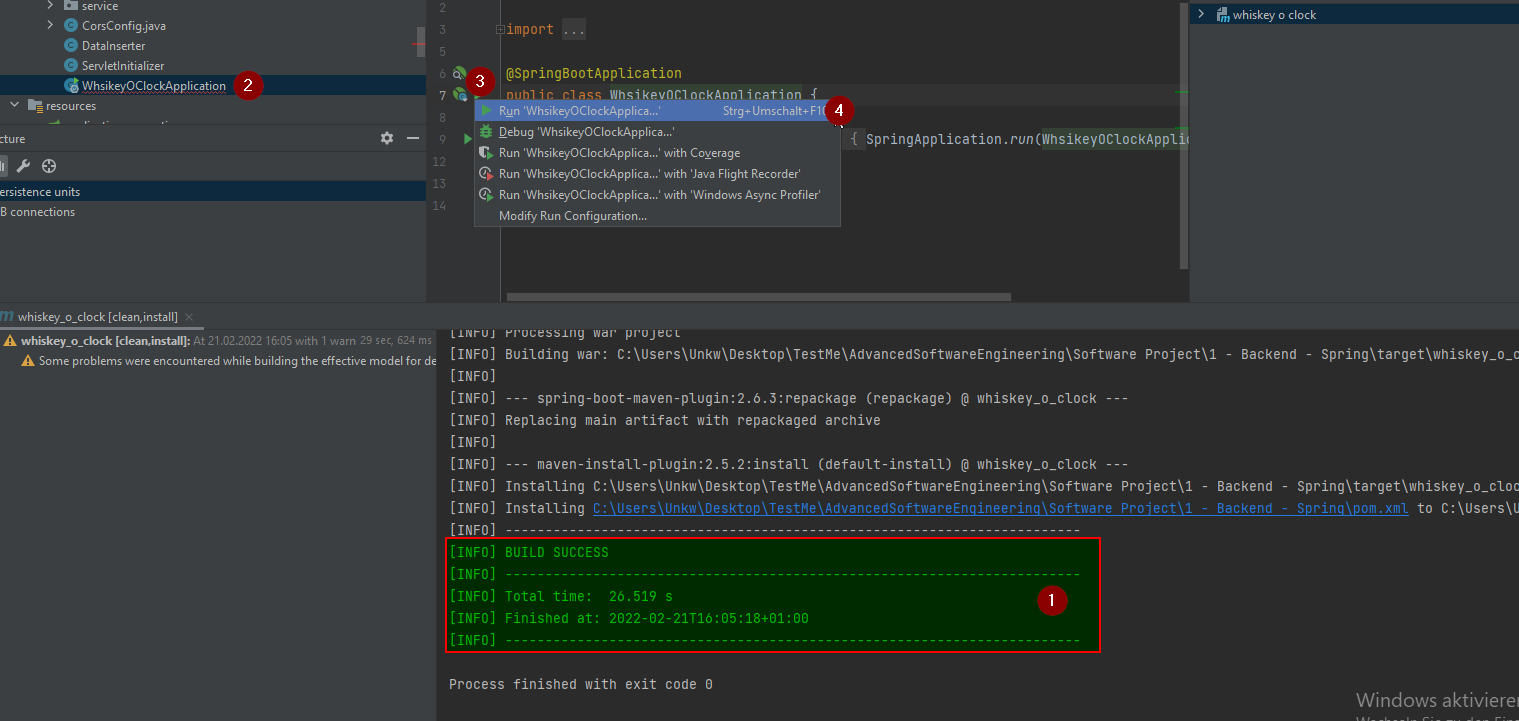 service
CorsConfig.java
DataInserter
ServletInitializer
WhsikeyOClockApplication 2
resources
cture
ersistence units
B connections
2
3 import ...
5
6 @SpringBootApplication
3
7 public class WhsikeyOClockApplication {
8
9 { SpringApplication.run(WhsikeyOClockApplic
12
13
14
Run 'WhsikeyOClockApplica...' Strg+Umschalt+F10
4
Debug 'WhsikeyOClockApplica...'
Run 'WhsikeyOClockApplica...' with Coverage
Run 'WhsikeyOClockApplica...' with 'Java Flight Recorder'
Run 'WhsikeyOClockApplica...' with 'Windows Async Profiler'
Modify Run Configuration...
whiskey o clock
whiskey_o_clock [clean,install]
whiskey_o_clock [clean,install]: At 21.02.2022 16:05 with 1 warn 29 sec, 624 ms
Some problems were encountered while building the effective model for de
[INFO] Processing war project
[INFO] Building war: C:\Users\Unkw\Desktop\TestMe\AdvancedSoftwareEngineering\Software Project\1 - Backend - Spring\target\whiskey_o_c
[INFO]
[INFO] --- spring-boot-maven-plugin:2.6.3:repackage (repackage) @ whiskey_o_clock ---
[INFO] Replacing main artifact with repackaged archive
[INFO]
[INFO] --- maven-install-plugin:2.5.2:install (default-install) @ whiskey_o_clock ---
[INFO] Installing C:\Users\Unkw\Desktop\TestMe\AdvancedSoftwareEngineering\Software Project\1 - Backend - Spring\target\whiskey_o_cloc
[INFO] Installing C:\Users\Unkw\Desktop\TestMe\AdvancedSoftwareEngineering\Software Project\1 - Backend - Spring\pom.xml to C:\Users\U
[INFO] ------------------------------------------------------------------------
[INFO] BUILD SUCCESS
[INFO] ------------------------------------------------------------------------
[INFO] Total time:  26.519 s
1
[INFO] Finished at: 2022-02-21T16:05:18+01:00
[INFO] ------------------------------------------------------------------------
Process finished with exit code 0
Windows aktivieren